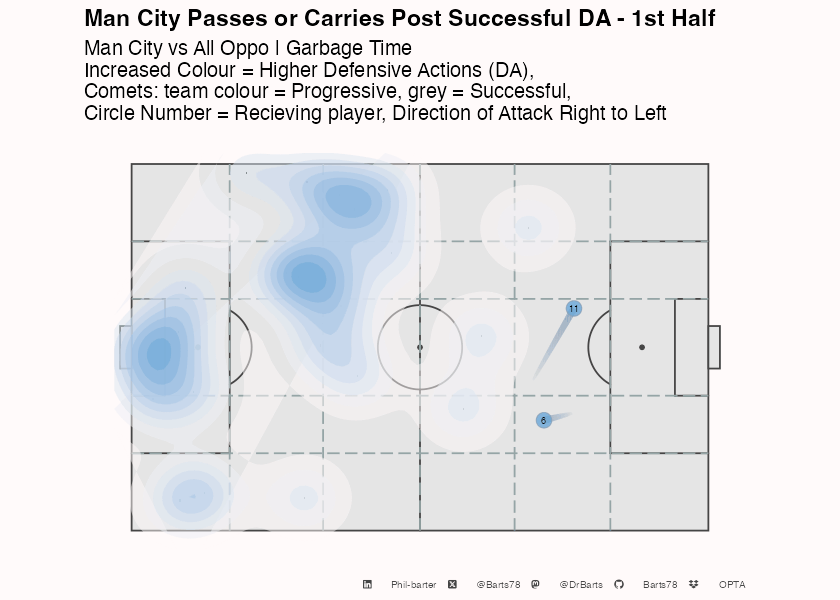 Man City Passes or Carries Post Successful DA - 1st Half
Man City vs All Oppo | Garbage Time
Increased Colour = Higher Defensive Actions (DA),
Comets: team colour = Progressive, grey = Successful,
Circle Number = Recieving player, Direction of Attack Right to Left
11
6
Phil-barter @Barts78 @DrBarts Barts78 OPTA